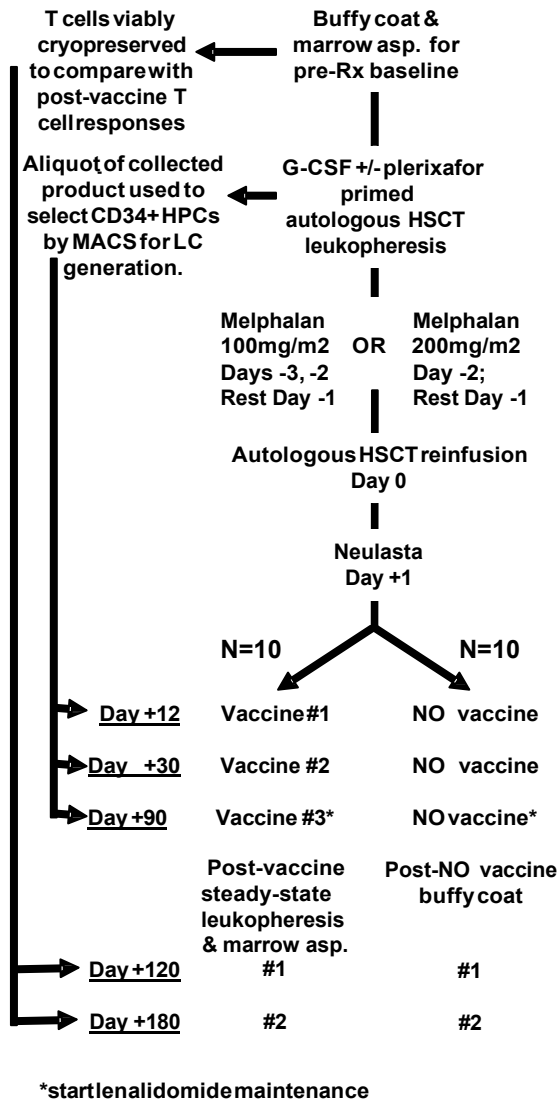 T cells viably
cryopreserved
to compare with
post-vaccine T
cell responses
Buffy coat &
marrow asp. for
pre-Rx baseline
Aliquot of collected
product used to
select CD34+ HPCs
by MACS for LC
generation.
G-CSF +/- plerixafor
primed
autologous HSCT
leukopheresis
Melphalan
100mg/m2
Days -3, -2
Rest Day -1
OR
Melphalan
200mg/m2
Day -2;
Rest Day -1
Autologous HSCT reinfusion
Day 0
Neulasta
Day +1
N=10
N=10
Day +12
Vaccine #1
NO vaccine
Day +30
Vaccine #2
NO vaccine
Day +90
Vaccine #3*
NO vaccine*
Post-vaccine
steady-state
leukopheresis
& marrow asp.
Post-NO vaccine
buffy coat
Day +120
#1
#1
Day +180
#2
#2
*start lenalidomide maintenance